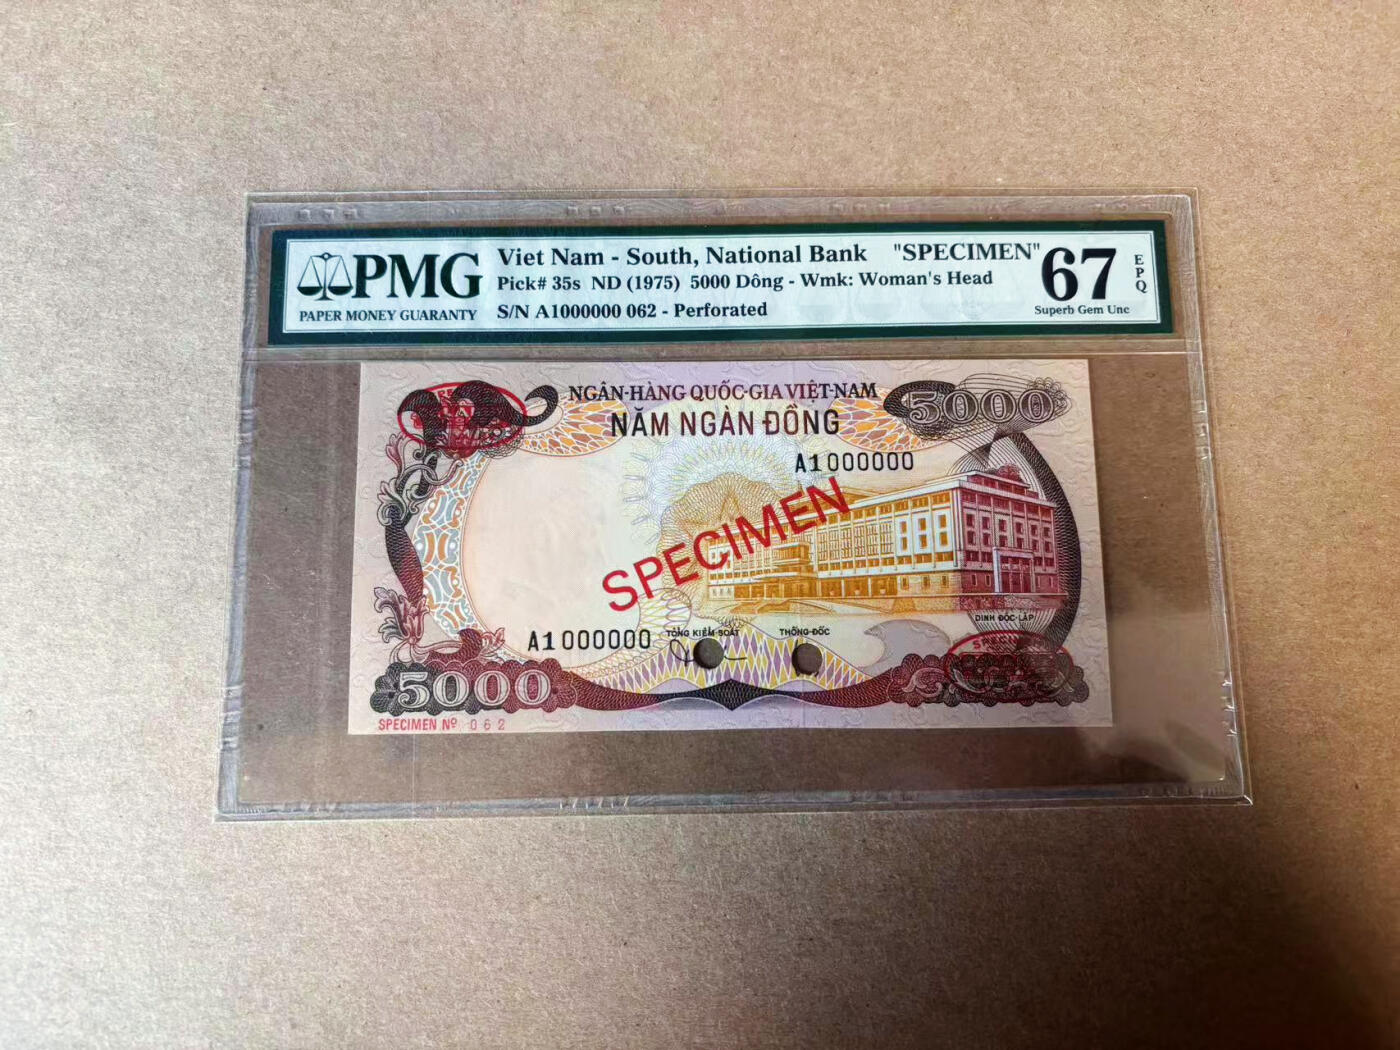 PMG
PAPER MONEY GUARANTY
Viet Nam - South, National Bank "SPECIMEN"
Pick# 35s ND (1975) 5000 Dông - Wmk: Woman's Head
S/N A1000000 062 - Perforated
67
EPQ
Superb Gem Unc
NGÂN-HÀNG QUỐC-GIA VIỆT-NAM
NĂM NGÀN ĐỒNG
5000
A1000000
SPECIMEN
DINH ĐỘC-LẬP
A1000000
TỔNG KIỂM-SOÁT
THỐNG-ĐỐC
5000
SPECIMEN Nº 062